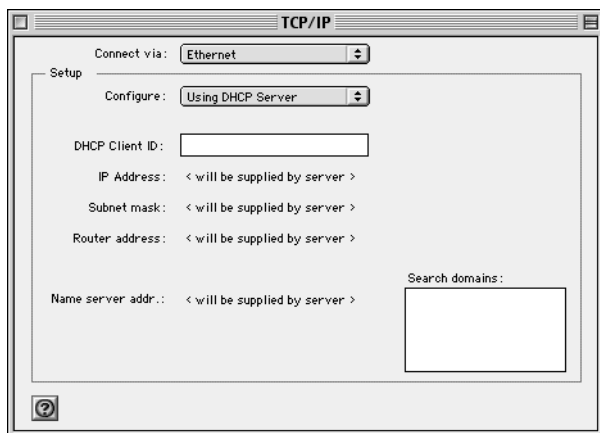 TCP/IP
Connect via: Ethernet
Setup
Configure: Using DHCP Server
DHCP Client ID:
IP Address: < will be supplied by server >
Subnet mask: < will be supplied by server >
Router address: < will be supplied by server >
Search domains:
Name server addr.: < will be supplied by server >
?